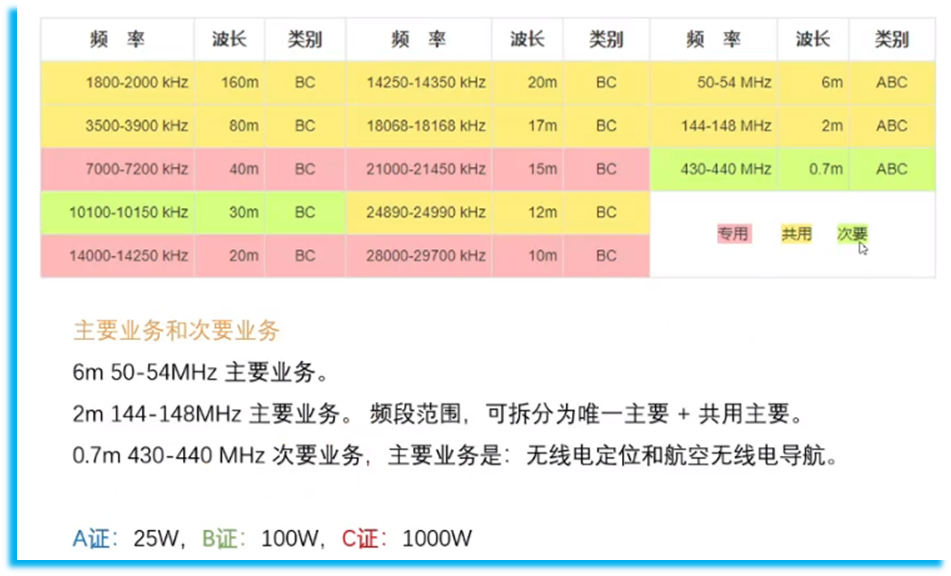 频 率 波长 类别 频 率 波长 类别 频 率 波长 类别
1800-2000 kHz 160m BC 14250-14350 kHz 20m BC 50-54 MHz 6m ABC
3500-3900 kHz 80m BC 18068-18168 kHz 17m BC 144-148 MHz 2m ABC
7000-7200 kHz 40m BC 21000-21450 kHz 15m BC 430-440 MHz 0.7m ABC
10100-10150 kHz 30m BC 24890-24990 kHz 12m BC
专用 共用 次要
14000-14250 kHz 20m BC 28000-29700 kHz 10m BC
主要业务和次要业务
6m 50-54MHz 主要业务。
2m 144-148MHz 主要业务。 频段范围，可拆分为唯一主要 + 共用主要。
0.7m 430-440 MHz 次要业务，主要业务是：无线电定位和航空无线电导航。
A证：25W，B证：100W，C证：1000W